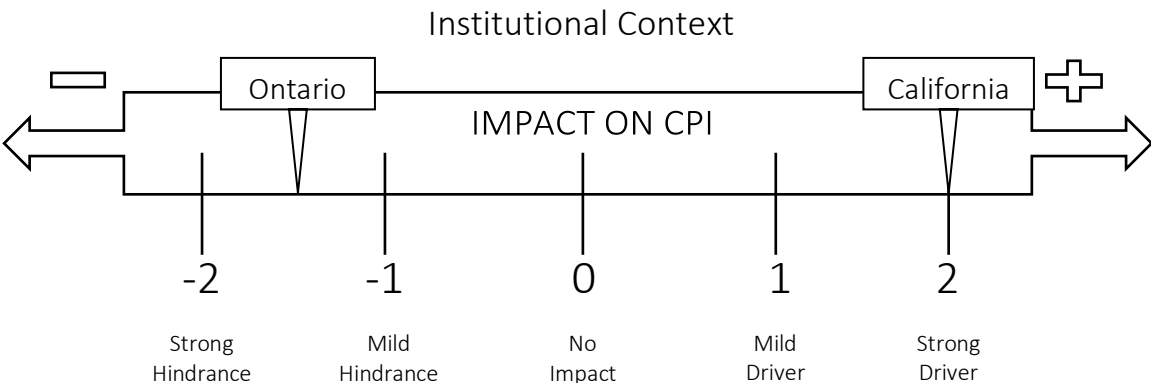 Institutional Context
Ontario
California
IMPACT ON CPI
-2
-1
0
1
2
Strong
Hindrance
Mild
Hindrance
No
Impact
Mild
Driver
Strong
Driver